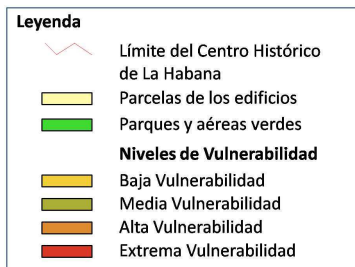 Leyenda
Límite del Centro Histórico
de La Habana
Parcelas de los edificios
Parques y aéreas verdes
Niveles de Vulnerabilidad
Baja Vulnerabilidad
Media Vulnerabilidad
Alta Vulnerabilidad
Extrema Vulnerabilidad